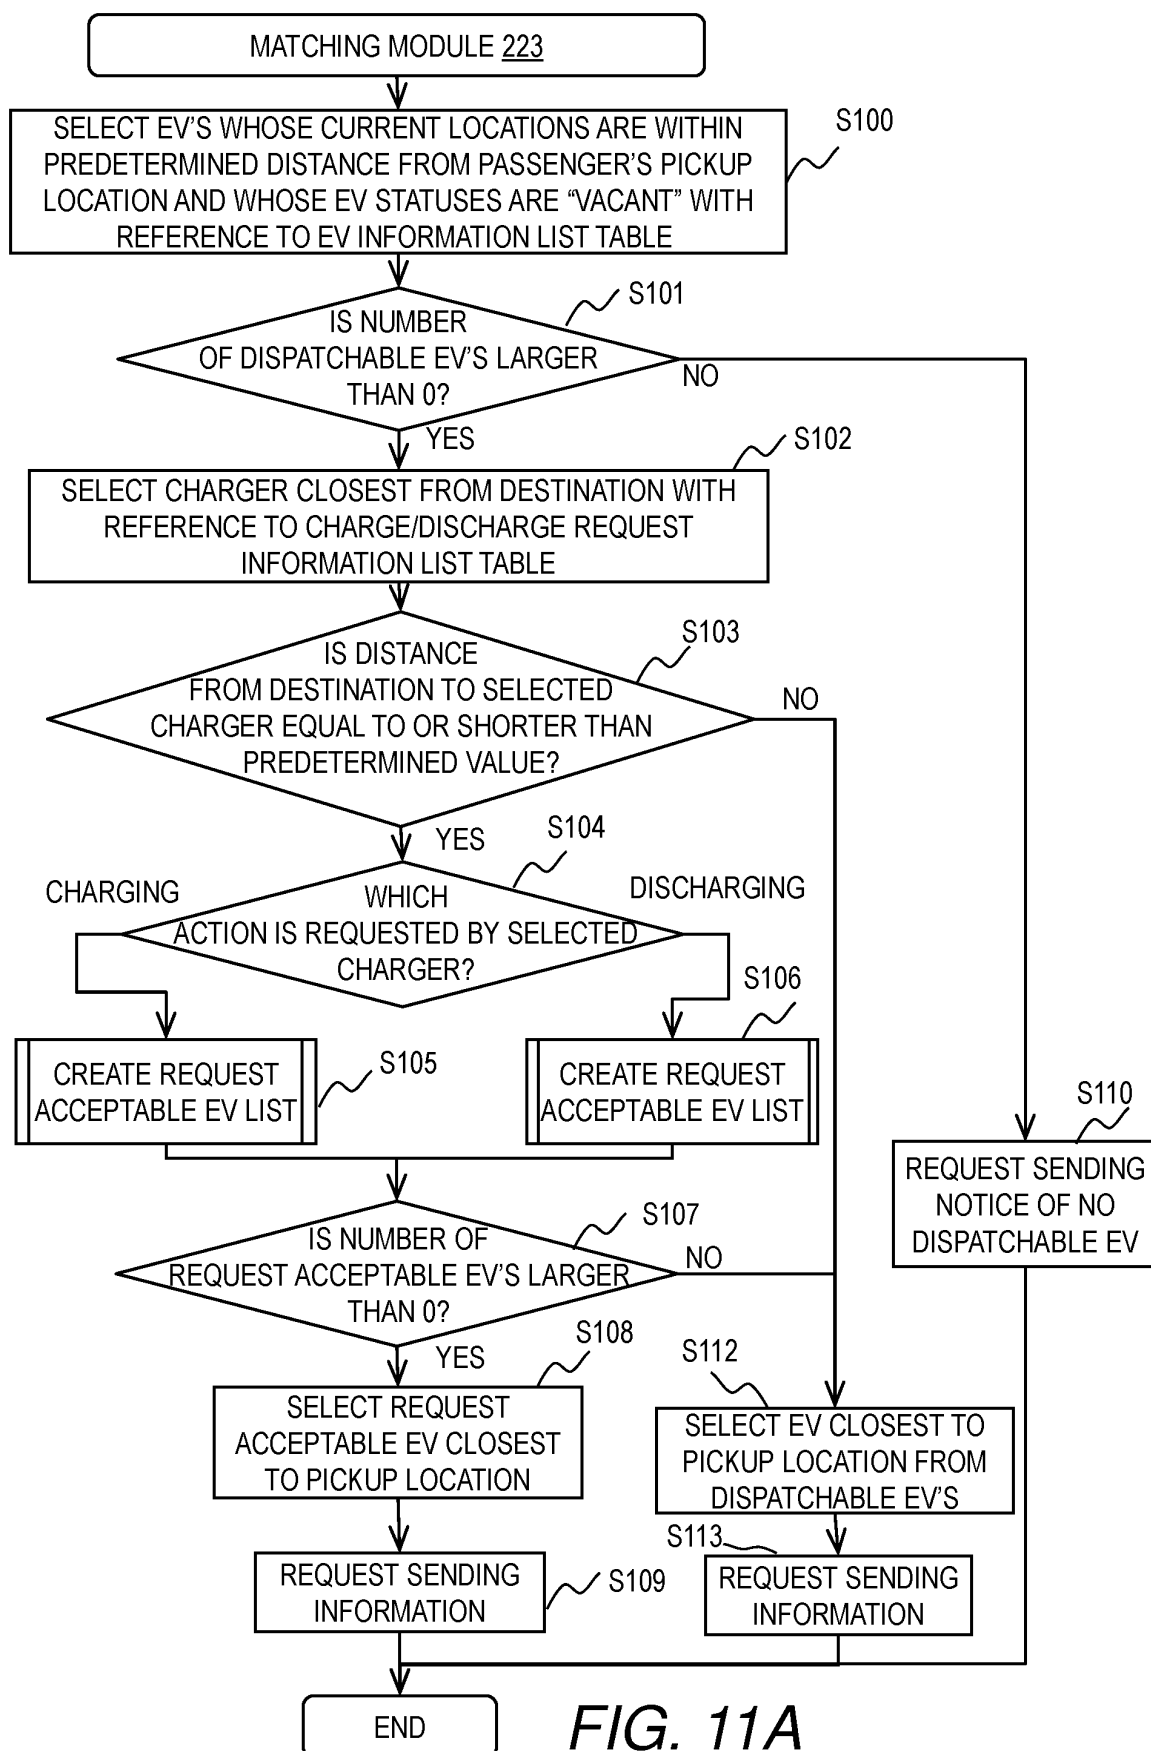 MATCHING MODULE 223
SELECT EV'S WHOSE CURRENT LOCATIONS ARE WITHIN
PREDETERMINED DISTANCE FROM PASSENGER'S PICKUP
LOCATION AND WHOSE EV STATUSES ARE “VACANT” WITH
REFERENCE TO EV INFORMATION LIST TABLE
S100
S101
IS NUMBER
OF DISPATCHABLE EV'S LARGER
THAN 0?
NO
YES
S102
SELECT CHARGER CLOSEST FROM DESTINATION WITH
REFERENCE TO CHARGE/DISCHARGE REQUEST
INFORMATION LIST TABLE
S103
IS DISTANCE
FROM DESTINATION TO SELECTED
CHARGER EQUAL TO OR SHORTER THAN
PREDETERMINED VALUE?
NO
YES
S104
CHARGING
DISCHARGING
WHICH
ACTION IS REQUESTED BY SELECTED
CHARGER?
S106
CREATE REQUEST
ACCEPTABLE EV LIST
S105
CREATE REQUEST
ACCEPTABLE EV LIST
S110
REQUEST SENDING
NOTICE OF NO
DISPATCHABLE EV
S107
IS NUMBER OF
REQUEST ACCEPTABLE EV'S LARGER
THAN 0?
NO
YES
S108
SELECT REQUEST
ACCEPTABLE EV CLOSEST
TO PICKUP LOCATION
S112
SELECT EV CLOSEST TO
PICKUP LOCATION FROM
DISPATCHABLE EV'S
REQUEST SENDING
INFORMATION
S109
S113
REQUEST SENDING
INFORMATION
END
FIG. 11A